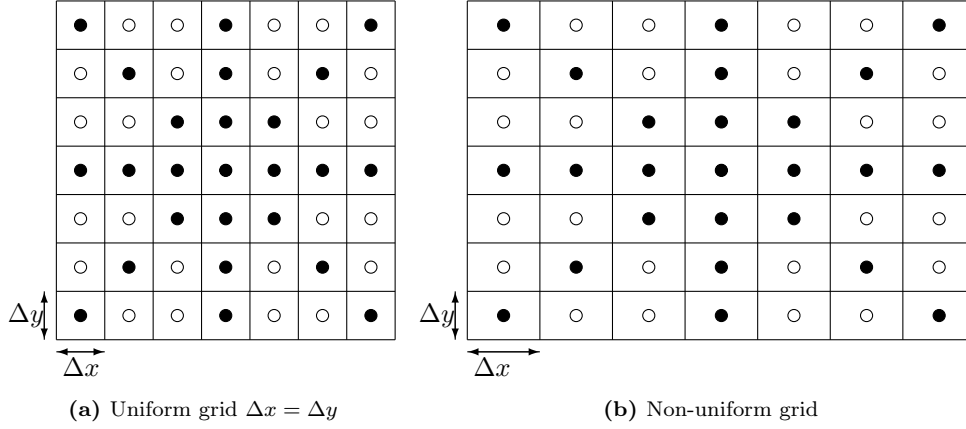 Δy
Δx
(a) Uniform grid Δx = Δy
Δy
Δx
(b) Non-uniform grid